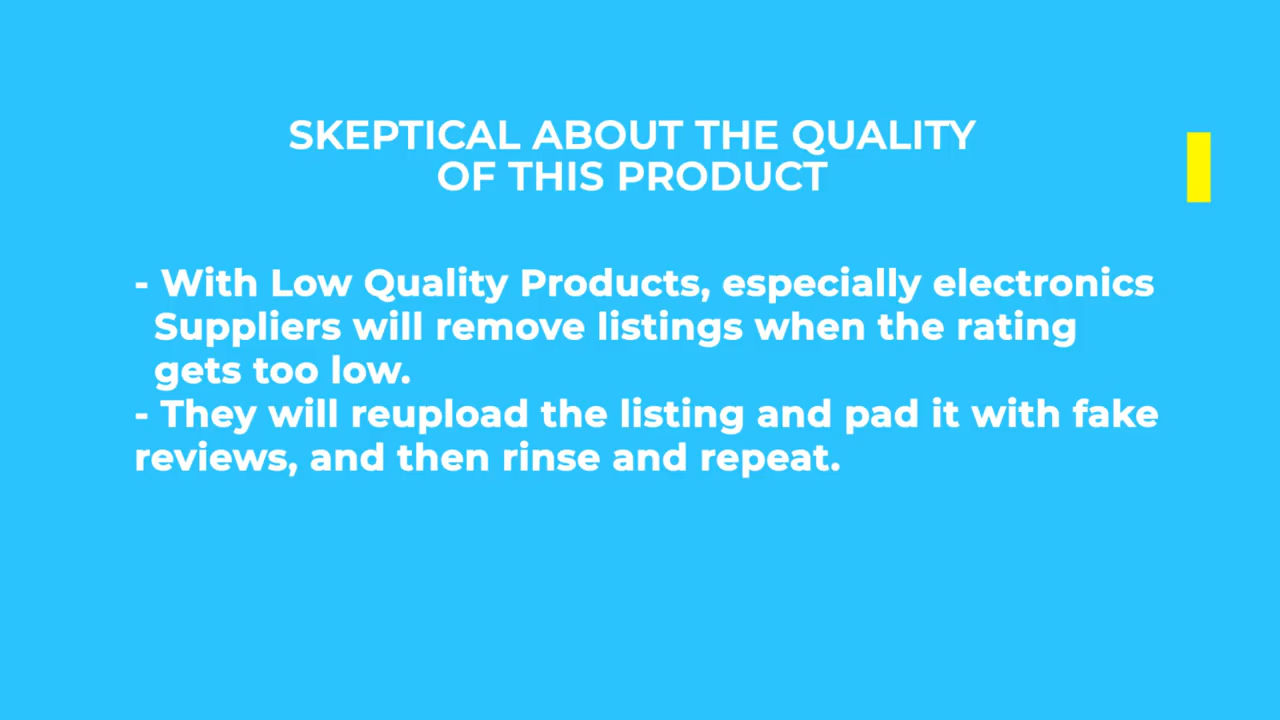 SKEPTICAL ABOUT THE QUALITY
OF THIS PRODUCT
- With Low Quality Products, especially electronics
Suppliers will remove listings when the rating
gets too low.
- They will reupload the listing and pad it with fake
reviews, and then rinse and repeat.